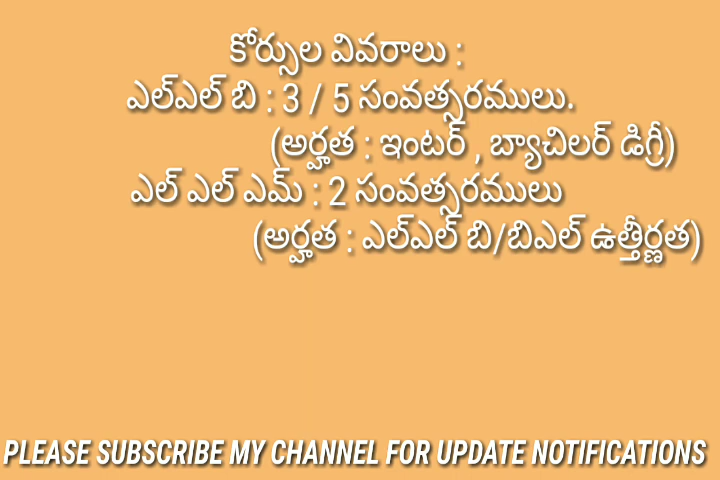 కోర్సుల వివరాలు :
ఎల్ఎల్ బి : 3 / 5 సంవత్సరములు.
(అర్హత : ఇంటర్ , బ్యాచిలర్ డిగ్రీ)
ఎల్ ఎల్ ఎమ్ : 2 సంవత్సరములు
(అర్హత : ఎల్ఎల్ బి/బిఎల్ ఉత్తీర్ణత)
PLEASE SUBSCRIBE MY CHANNEL FOR UPDATE NOTIFICATIONS